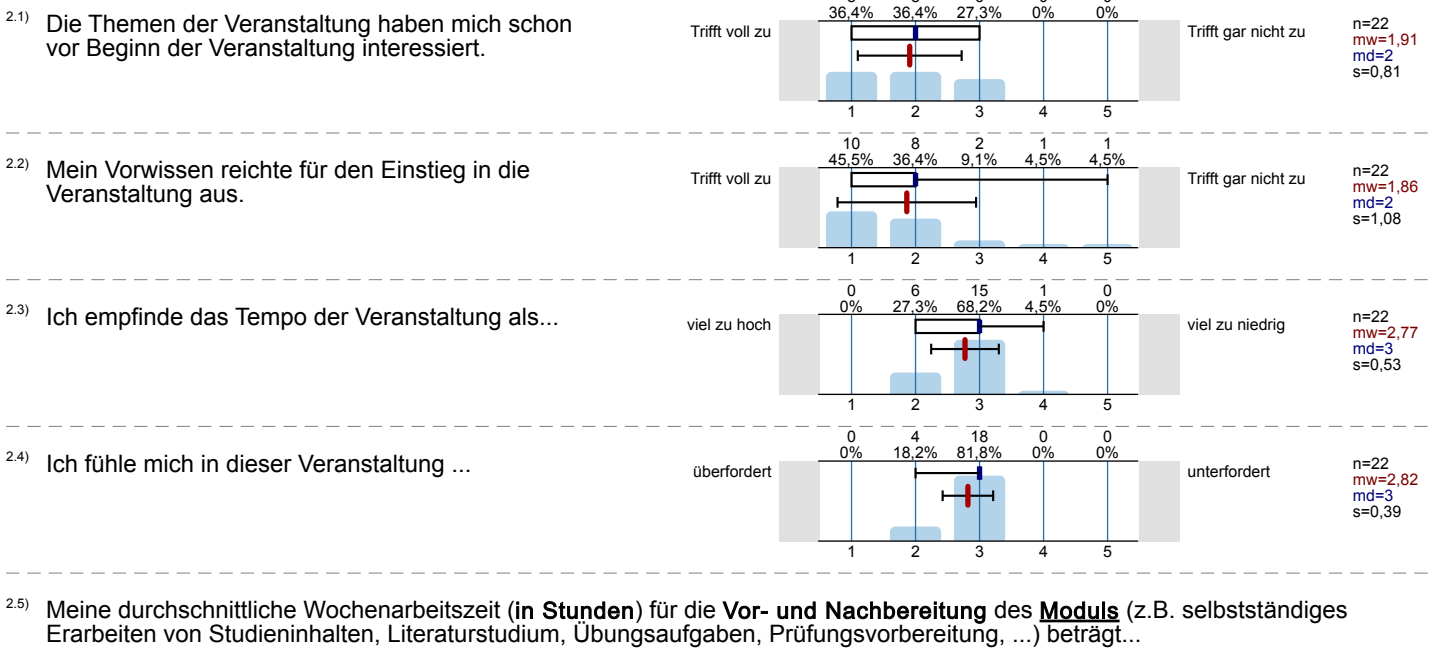 2.1) Die Themen der Veranstaltung haben mich schon
vor Beginn der Veranstaltung interessiert.
Trifft voll zu
36,4% 36,4% 27,3% 0% 0%
1 2 3 4 5
Trifft gar nicht zu
n=22
mw=1,91
md=2
s=0,81
2.2) Mein Vorwissen reichte für den Einstieg in die
Veranstaltung aus.
Trifft voll zu
10 8 2 1 1
45,5% 36,4% 9,1% 4,5% 4,5%
1 2 3 4 5
Trifft gar nicht zu
n=22
mw=1,86
md=2
s=1,08
2.3) Ich empfinde das Tempo der Veranstaltung als...
viel zu hoch
0 6 15 1 0
0% 27,3% 68,2% 4,5% 0%
1 2 3 4 5
viel zu niedrig
n=22
mw=2,77
md=3
s=0,53
2.4) Ich fühle mich in dieser Veranstaltung ...
überfordert
0 4 18 0 0
0% 18,2% 81,8% 0% 0%
1 2 3 4 5
unterfordert
n=22
mw=2,82
md=3
s=0,39
2.5) Meine durchschnittliche Wochenarbeitszeit (in Stunden) für die Vor- und Nachbereitung des Moduls (z.B. selbstständiges
Erarbeiten von Studieninhalten, Literaturstudium, Übungsaufgaben, Prüfungsvorbereitung, ...) beträgt...